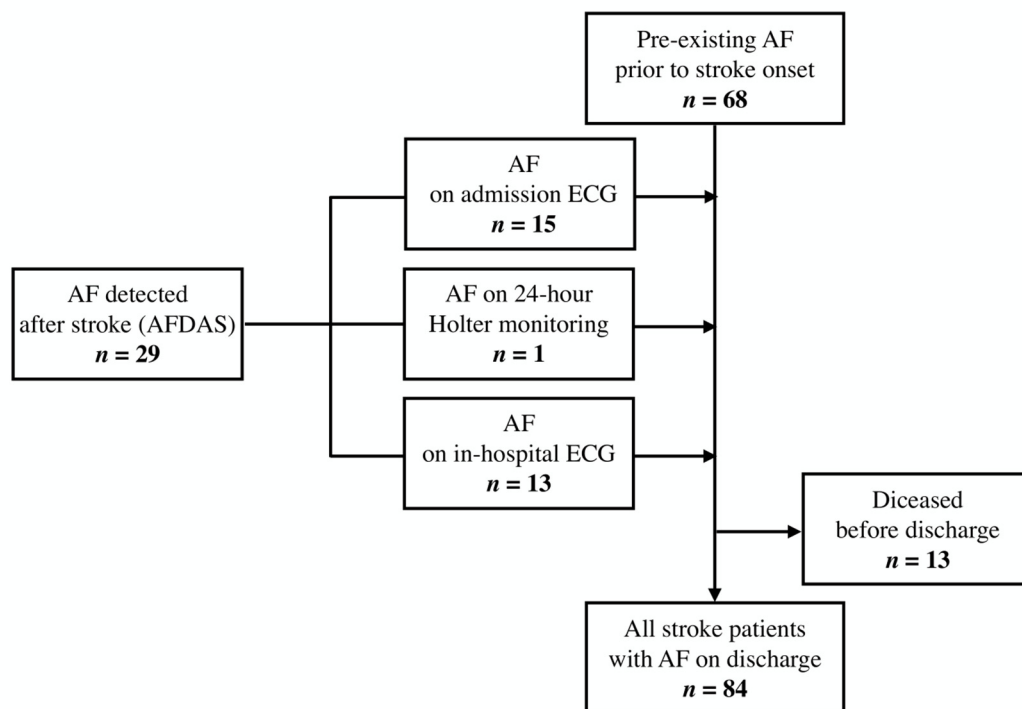 Pre-existing AF
prior to stroke onset
n = 68
AF
on admission ECG
n = 15
AF detected
after stroke (AFDAS)
n = 29
AF on 24-hour
Holter monitoring
n = 1
AF
on in-hospital ECG
n = 13
Diceased
before discharge
n = 13
All stroke patients
with AF on discharge
n = 84